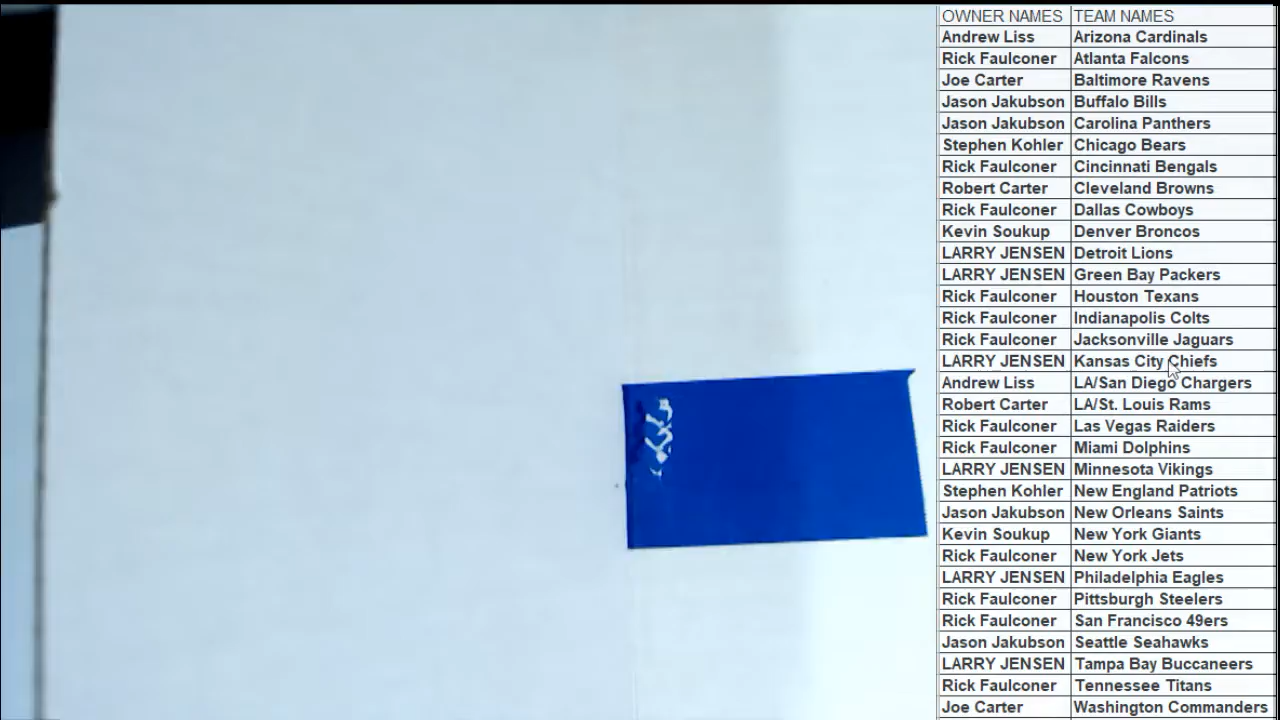 OWNER NAMES TEAM NAMES
Andrew Liss Arizona Cardinals
Rick Faulconer Atlanta Falcons
Joe Carter Baltimore Ravens
Jason Jakubson Buffalo Bills
Jason Jakubson Carolina Panthers
Stephen Kohler Chicago Bears
Rick Faulconer Cincinnati Bengals
Robert Carter Cleveland Browns
Rick Faulconer Dallas Cowboys
Kevin Soukup Denver Broncos
LARRY JENSEN Detroit Lions
LARRY JENSEN Green Bay Packers
Rick Faulconer Houston Texans
Rick Faulconer Indianapolis Colts
Rick Faulconer Jacksonville Jaguars
LARRY JENSEN Kansas City Chiefs
Andrew Liss LA/San Diego Chargers
Robert Carter LA/St. Louis Rams
Rick Faulconer Las Vegas Raiders
Rick Faulconer Miami Dolphins
LARRY JENSEN Minnesota Vikings
Stephen Kohler New England Patriots
Jason Jakubson New Orleans Saints
Kevin Soukup New York Giants
Rick Faulconer New York Jets
LARRY JENSEN Philadelphia Eagles
Rick Faulconer Pittsburgh Steelers
Rick Faulconer San Francisco 49ers
Jason Jakubson Seattle Seahawks
LARRY JENSEN Tampa Bay Buccaneers
Rick Faulconer Tennessee Titans
Joe Carter Washington Commanders